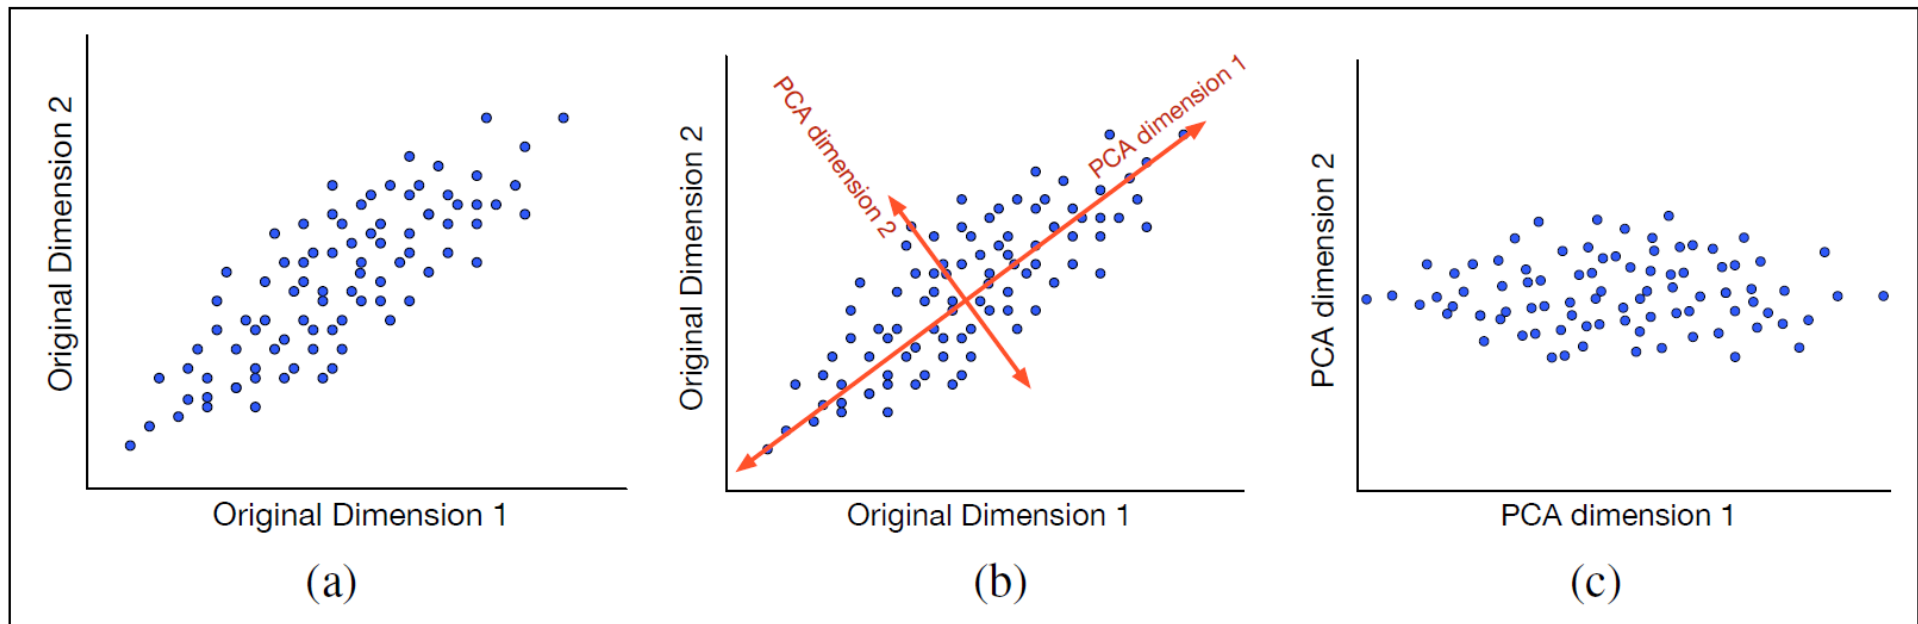 Original Dimension 2
Original Dimension 1
(a)
Original Dimension 2
PCA dimension 2
PCA dimension 1
Original Dimension 1
(b)
PCA dimension 2
PCA dimension 1
(c)